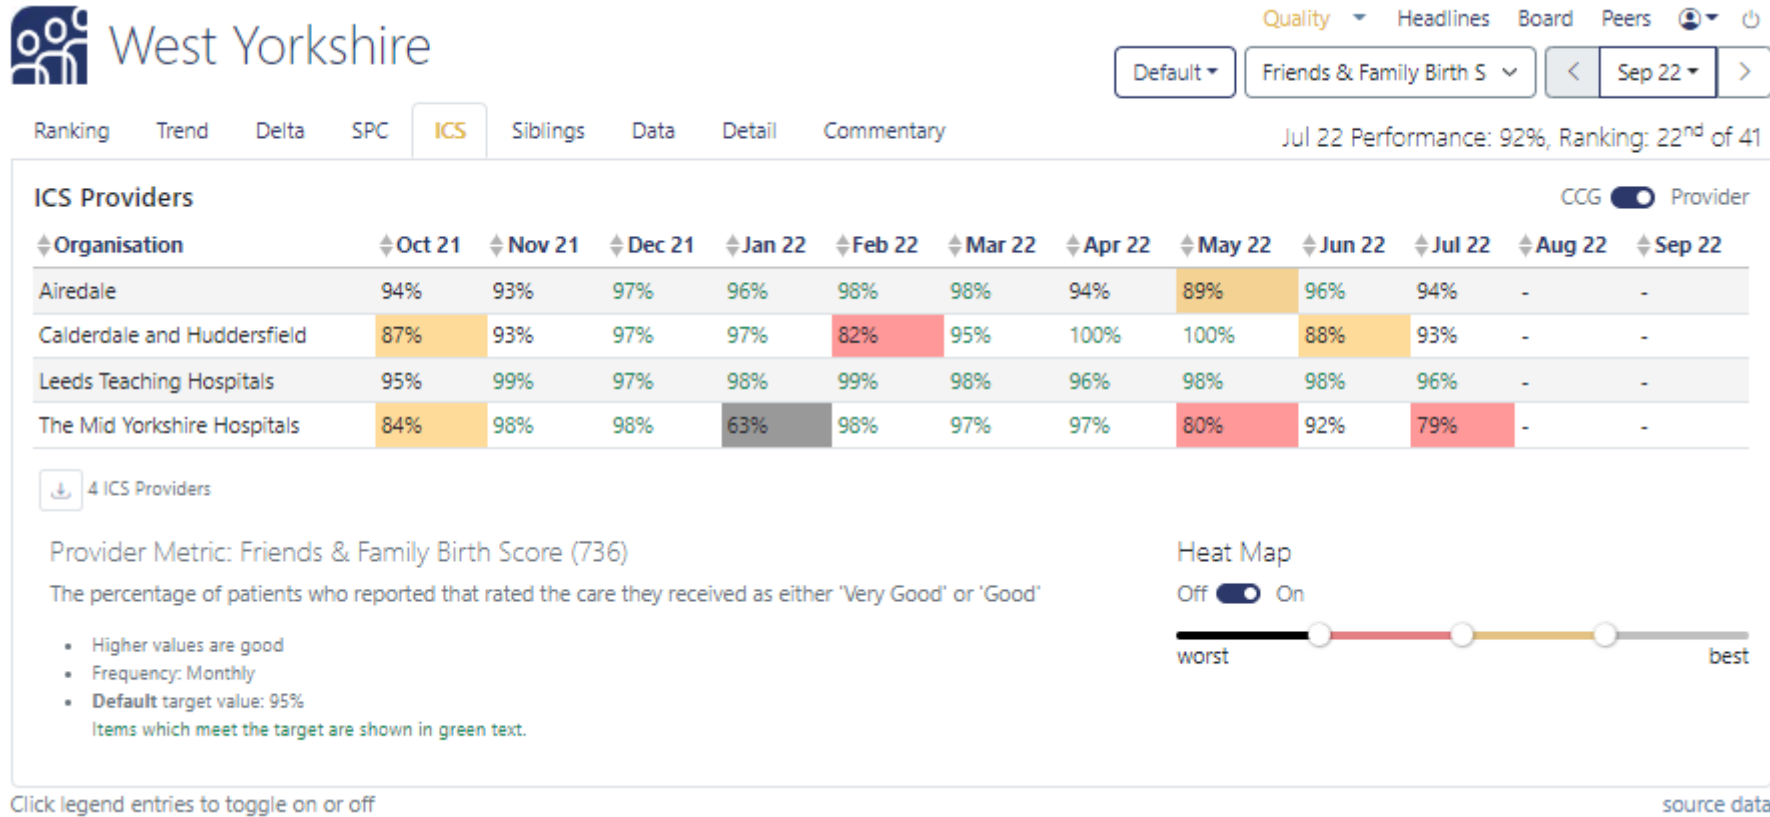 West Yorkshire
Quality Headlines Board Peers
Default Friends & Family Birth S Sep 22
Ranking Trend Delta SPC ICS Siblings Data Detail Commentary
Jul 22 Performance: 92%, Ranking: 22nd of 41
ICS Providers
CCG Provider
Organisation Oct 21 Nov 21 Dec 21 Jan 22 Feb 22 Mar 22 Apr 22 May 22 Jun 22 Jul 22 Aug 22 Sep 22
Airedale 94% 93% 97% 96% 98% 98% 94% 89% 96% 94% - -
Calderdale and Huddersfield 87% 93% 97% 97% 82% 95% 100% 100% 88% 93% - -
Leeds Teaching Hospitals 95% 99% 97% 98% 99% 98% 96% 98% 98% 96% - -
The Mid Yorkshire Hospitals 84% 98% 98% 63% 98% 97% 97% 80% 92% 79% - -
4 ICS Providers
Provider Metric: Friends & Family Birth Score (736)
The percentage of patients who reported that rated the care they received as either 'Very Good' or 'Good'
• Higher values are good
• Frequency: Monthly
• Default target value: 95%
Items which meet the target are shown in green text.
Heat Map
Off On
worst best
Click legend entries to toggle on or off
source data